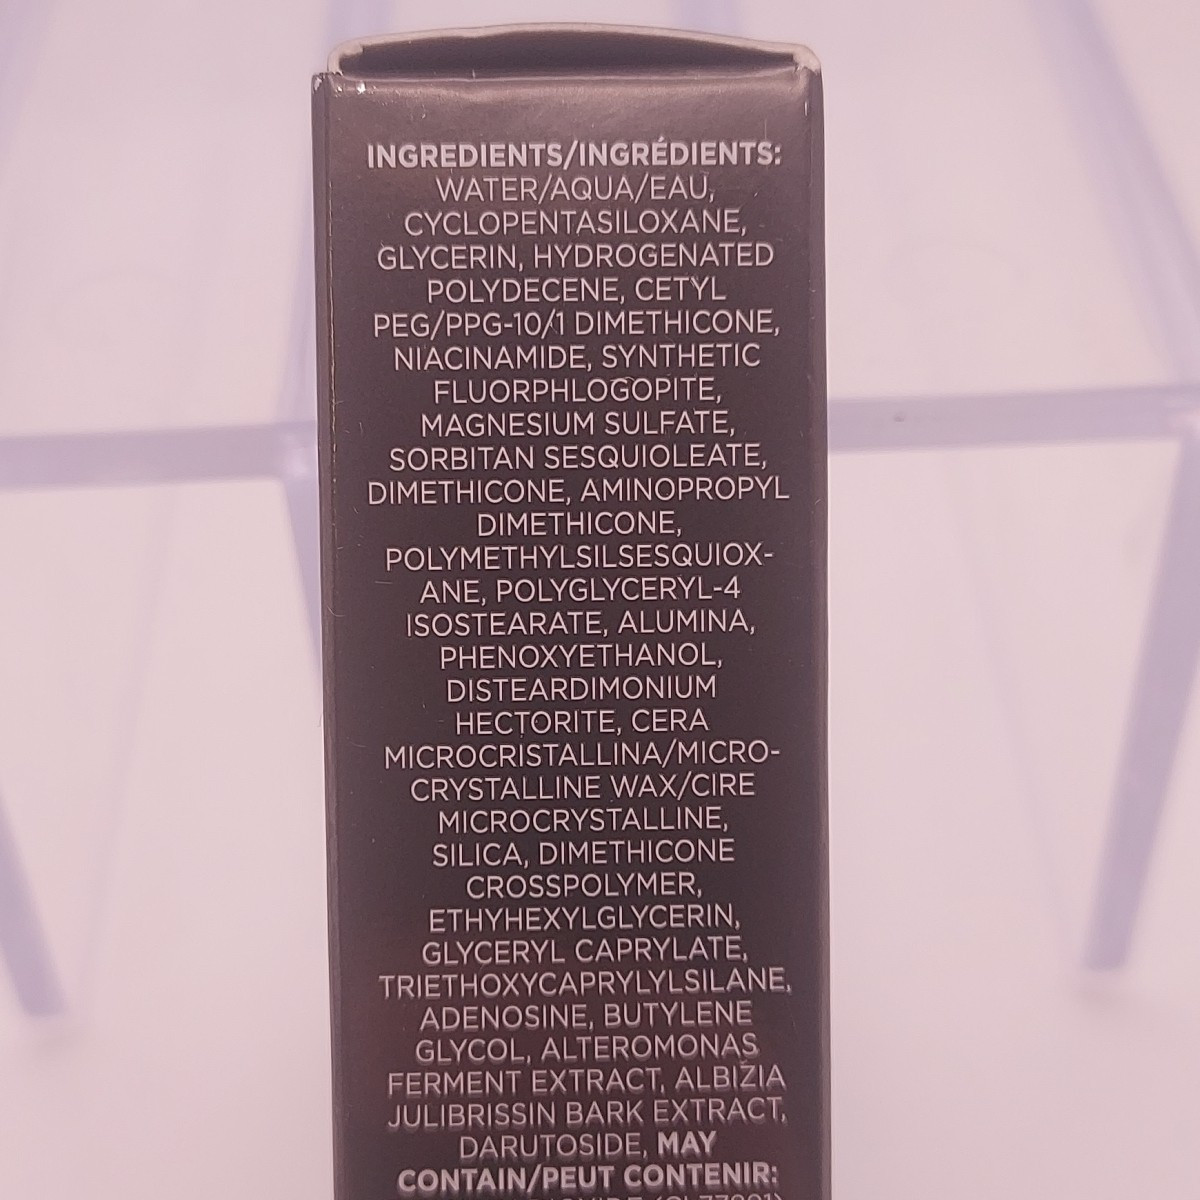 INGREDIENTS/INGRÉDIENTS:
WATER/AQUA/EAU,
CYCLOPENTASILOXANE,
GLYCERIN, HYDROGENATED
POLYDECENE, CETYL
PEG/PPG-10/1 DIMETHICONE,
NIACINAMIDE, SYNTHETIC
FLUORPHLOGOPITE,
MAGNESIUM SULFATE,
SORBITAN SESQUIOLEATE,
DIMETHICONE, AMINOPROPYL
DIMETHICONE,
POLYMETHYLSILSESQUIOX-
ANE, POLYGLYCERYL-4
ISOSTEARATE, ALUMINA,
PHENOXYETHANOL,
DISTEARDIMONIUM
HECTORITE, CERA
MICROCRISTALLINA/MICRO-
CRYSTALLINE WAX/CIRE
MICROCRYSTALLINE,
SILICA, DIMETHICONE
CROSSPOLYMER,
ETHYHEXYLGLYCERIN,
GLYCERYL CAPRYLATE,
TRIETHOXYCAPRYLYLSILANE,
ADENOSINE, BUTYLENE
GLYCOL, ALTEROMONAS
FERMENT EXTRACT, ALBIŽIA
JULIBRISSIN BARK EXTRACT,
DARUTOSIDE, MAY
CONTAIN/PEUT CONTENIR: